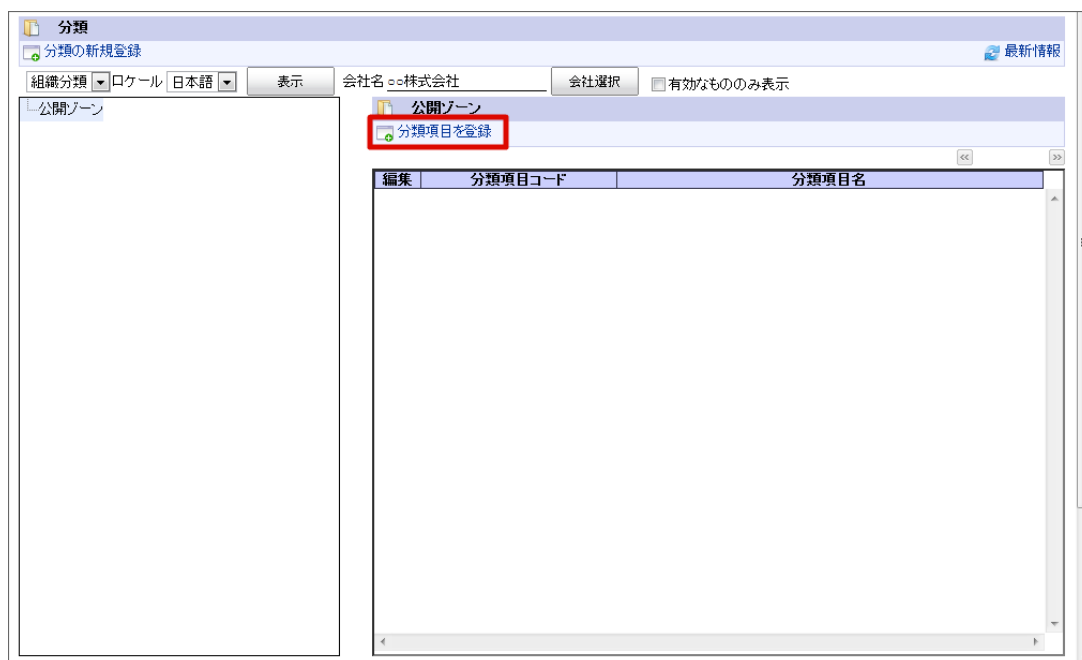 分類
分類の新規登録 最新情報
組織分類 ロケール 日本語 表示 会社名 ○○株式会社 会社選択 有効なもののみ表示
公開ゾーン
公開ゾーン
分類項目を登録
<< >>
編集 分類項目コード 分類項目名